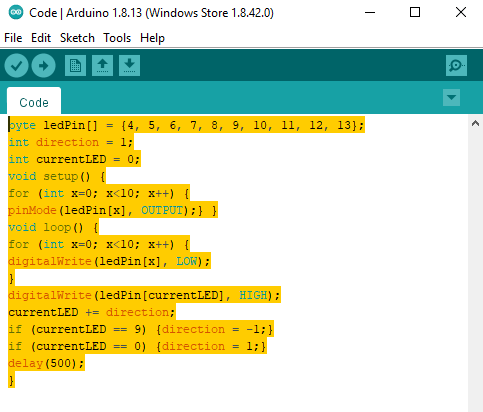 Code | Arduino 1.8.13 (Windows Store 1.8.42.0)
File Edit Sketch Tools Help
Code
byte ledPin[] = {4, 5, 6, 7, 8, 9, 10, 11, 12, 13};
int direction = 1;
int currentLED = 0;
void setup() {
for (int x=0; x<10; x++) {
pinMode(ledPin[x], OUTPUT);} }
void loop() {
for (int x=0; x<10; x++) {
digitalWrite(ledPin[x], LOW);
}
digitalWrite(ledPin[currentLED], HIGH);
currentLED += direction;
if (currentLED == 9) {direction = -1;}
if (currentLED == 0) {direction = 1;}
delay(500);
}